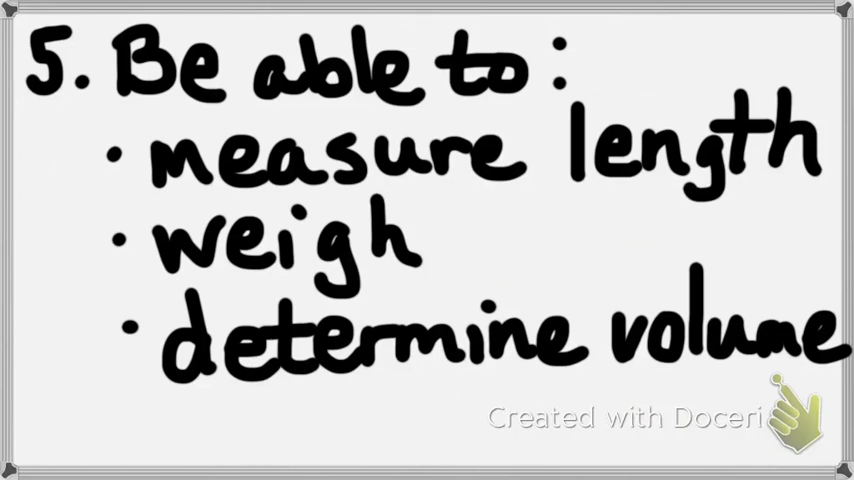 5. Be able to:
• measure length
• weigh
• determine volume
Created with Doceri